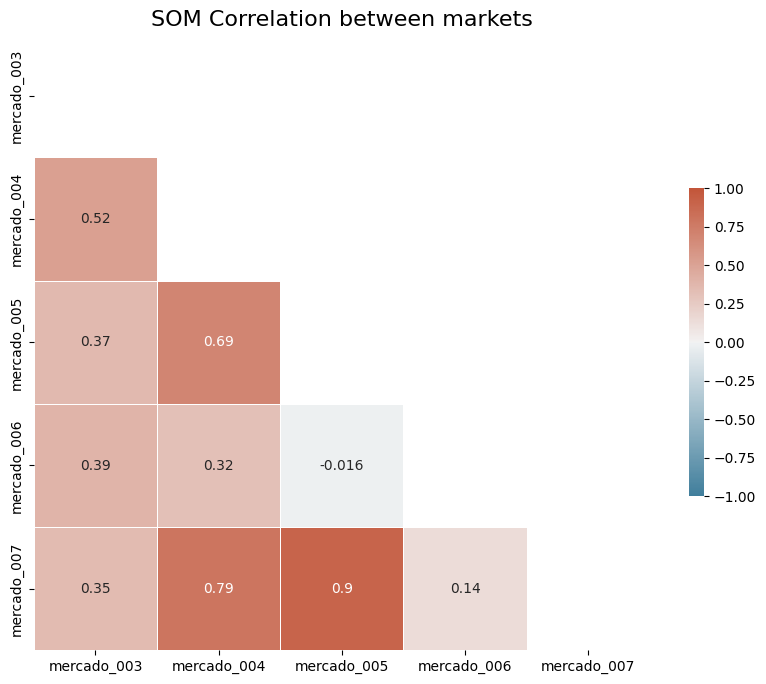 SOM Correlation between markets
mercado_003
mercado_004
0.52
mercado_005
0.37 0.69
mercado_006
0.39 0.32 -0.016
mercado_007
0.35 0.79 0.9 0.14
mercado_003 mercado_004 mercado_005 mercado_006 mercado_007
1.00
0.75
0.50
0.25
0.00
−0.25
−0.50
−0.75
−1.00